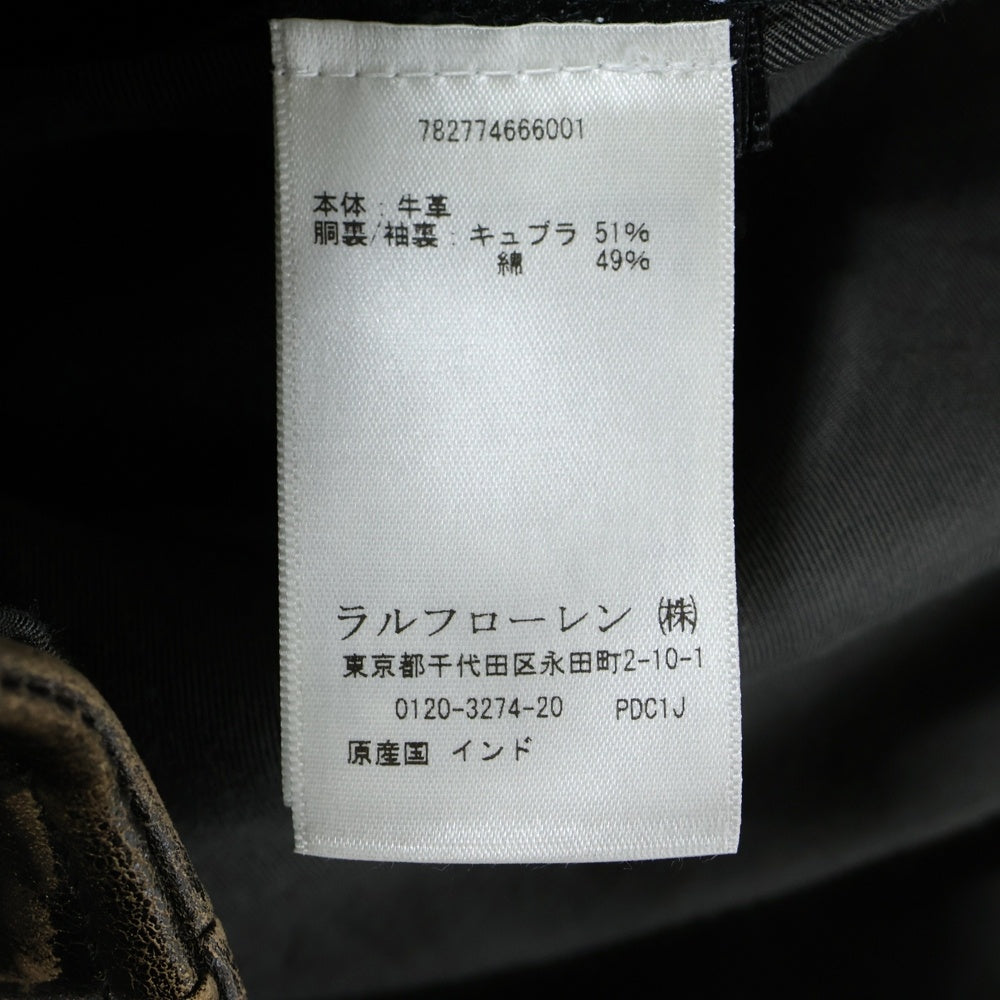 782774666001
本体 : 牛革
胴裏/袖裏 : キュプラ 51%
綿 49%
ラルフローレン ㈱
東京都千代田区永田町2-10-1
0120-3274-20 PDC1J
原産国 インド